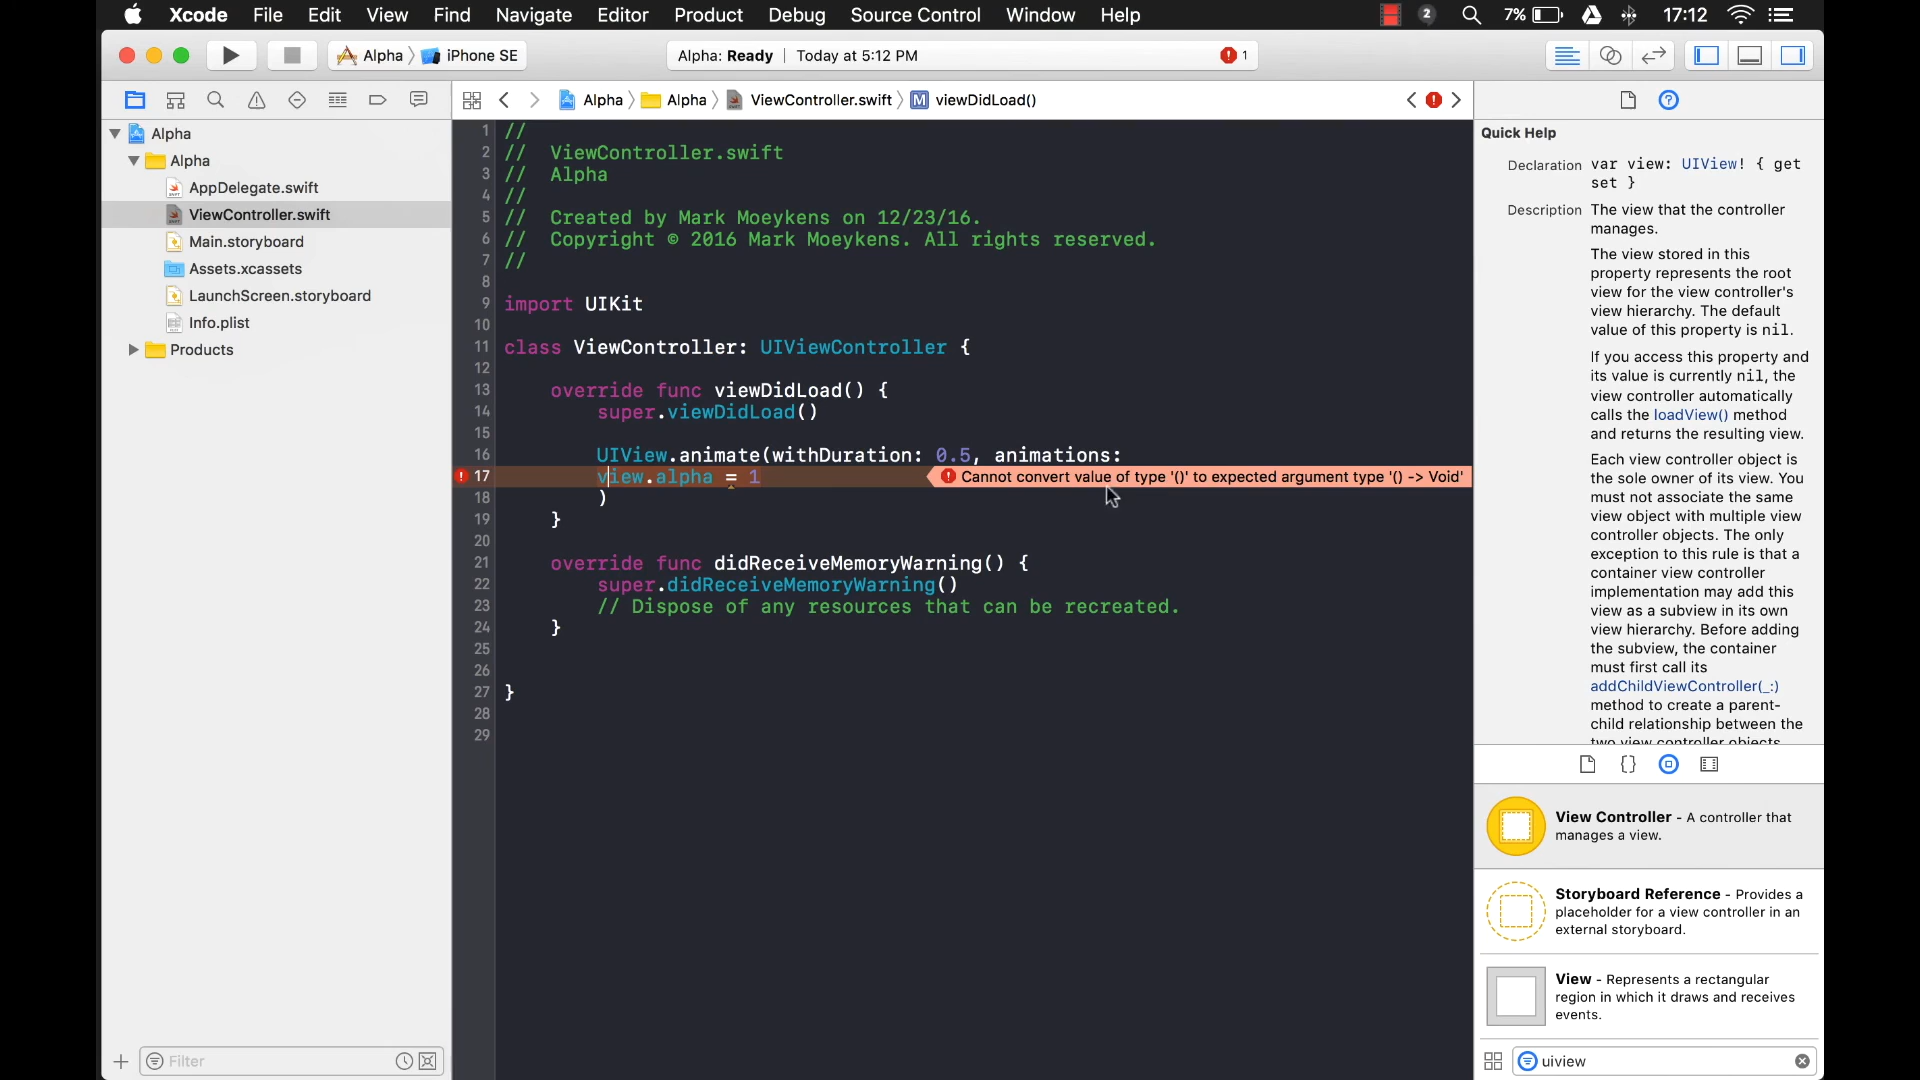 Xcode File Edit View Find Navigate Editor Product Debug Source Control Window Help 2 7% 17:12
Alpha iPhone SE Alpha: Ready Today at 5:12 PM 1
Alpha Alpha ViewController.swift M viewDidLoad()
Alpha
Alpha
AppDelegate.swift
ViewController.swift
Main.storyboard
Assets.xcassets
LaunchScreen.storyboard
Info.plist
Products
Filter
1 //
2 // ViewController.swift
3 // Alpha
4 //
5 // Created by Mark Moeykens on 12/23/16.
6 // Copyright © 2016 Mark Moeykens. All rights reserved.
7 //
8
9 import UIKit
10
11 class ViewController: UIViewController {
12
13 override func viewDidLoad() {
14 super.viewDidLoad()
15
16 UIView.animate(withDuration: 0.5, animations:
17 view.alpha = 1 Cannot convert value of type '()' to expected argument type '() -> Void'
18 )
19 }
20
21 override func didReceiveMemoryWarning() {
22 super.didReceiveMemoryWarning()
23 // Dispose of any resources that can be recreated.
24 }
25
26
27 }
28
29
Quick Help
Declaration var view: UIView! { get
set }
Description The view that the controller
manages.
The view stored in this
property represents the root
view for the view controller's
view hierarchy. The default
value of this property is nil.
If you access this property and
its value is currently nil, the
view controller automatically
calls the loadView() method
and returns the resulting view.
Each view controller object is
the sole owner of its view. You
must not associate the same
view object with multiple view
controller objects. The only
exception to this rule is that a
container view controller
implementation may add this
view as a subview in its own
view hierarchy. Before adding
the subview, the container
must first call its
addChildViewController(_:)
method to create a parent-
child relationship between the
two view controller objects
View Controller - A controller that
manages a view.
Storyboard Reference - Provides a
placeholder for a view controller in an
external storyboard.
View - Represents a rectangular
region in which it draws and receives
events.
uiview